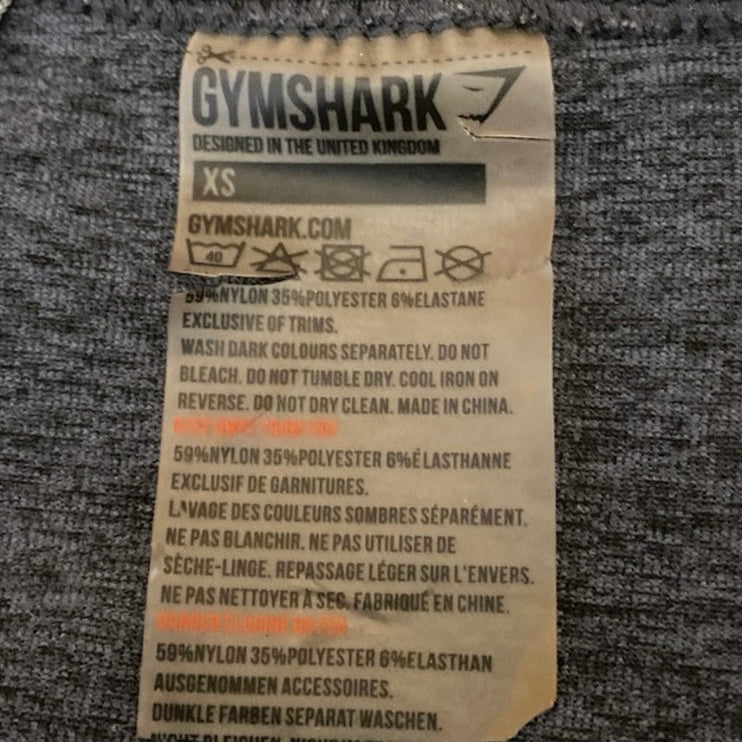 GYMSHARK
DESIGNED IN THE UNITED KINGDOM
XS
GYMSHARK.COM
40
59%NYLON 35%POLYESTER 6%ELASTANE
EXCLUSIVE OF TRIMS.
WASH DARK COLOURS SEPARATELY. DO NOT
BLEACH. DO NOT TUMBLE DRY. COOL IRON ON
REVERSE. DO NOT DRY CLEAN. MADE IN CHINA.
KEEP AWAY FROM FIRE
59%NYLON 35%POLYESTER 6%ÉLASTHANNE
EXCLUSIF DE GARNITURES.
LAVAGE DES COULEURS SOMBRES SÉPARÉMENT.
NE PAS BLANCHIR. NE PAS UTILISER DE
SÈCHE-LINGE. REPASSAGE LÉGER SUR L'ENVERS.
NE PAS NETTOYER À SEC. FABRIQUÉ EN CHINE.
59%NYLON 35%POLYESTER 6%ELASTHAN
AUSGENOMMEN ACCESSOIRES.
DUNKLE FARBEN SEPARAT WASCHEN.